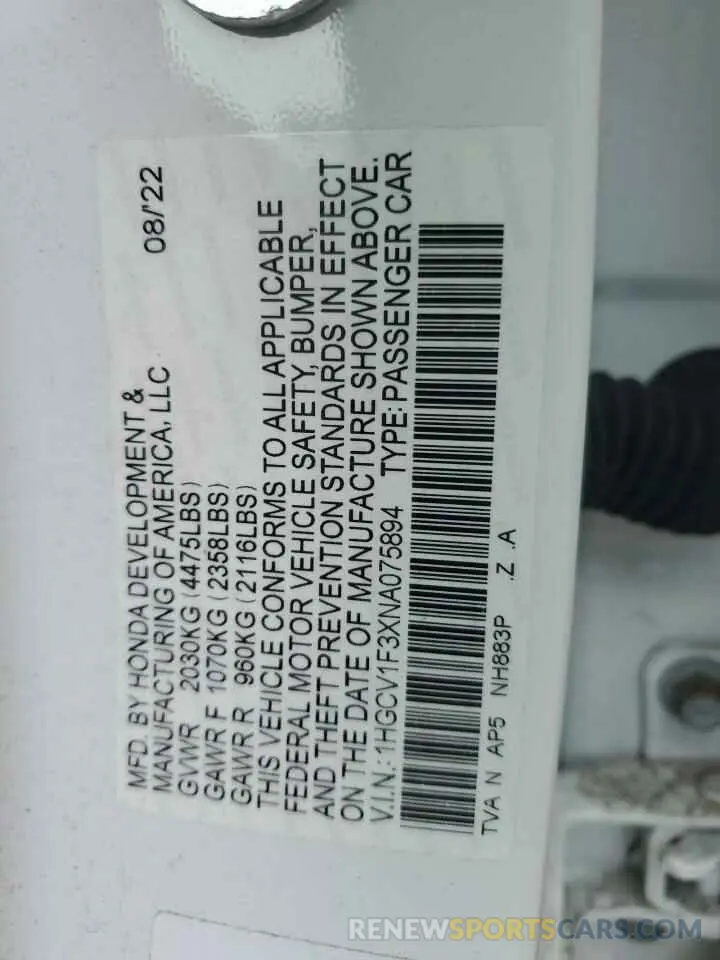 MFD. BY HONDA DEVELOPMENT &
MANUFACTURING OF AMERICA, LLC 08/'22
GVWR 2030KG (4475LBS)
GAWR F 1070KG (2358LBS)
GAWR R 960KG (2116LBS)
THIS VEHICLE CONFORMS TO ALL APPLICABLE
FEDERAL MOTOR VEHICLE SAFETY, BUMPER,
AND THEFT PREVENTION STANDARDS IN EFFECT
ON THE DATE OF MANUFACTURE SHOWN ABOVE.
V.I.N.: 1HGCV1F3XNA075894 TYPE: PASSENGER CAR
TVA N AP5 NH883P .Z .A
RENEWSPORTSCARS.COM